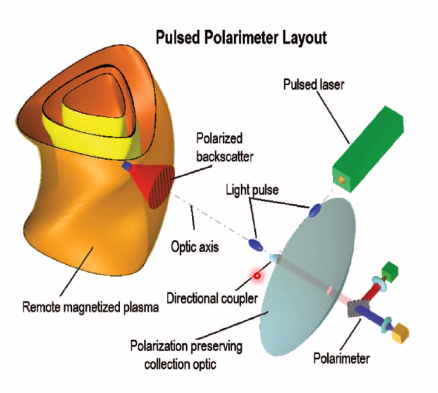 Pulsed Polarimeter Layout
Pulsed laser
Polarized
backscatter
Light pulse
Optic axis
Remote magnetized plasma
Directional coupler
Polarization preserving
collection optic
Polarimeter